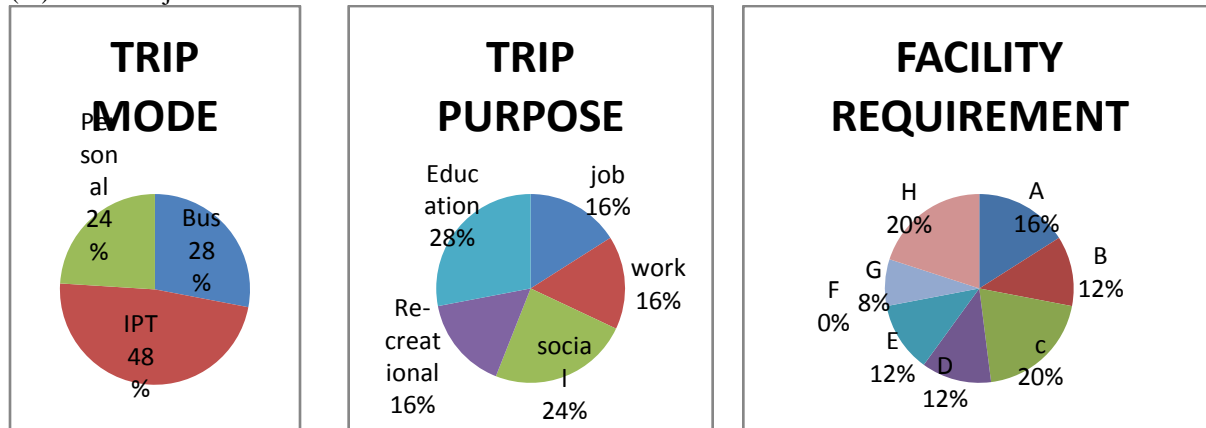 TRIP
MODE
Pe
son
al
24
%
Bus
28
%
IPT
48
%
TRIP
PURPOSE
Educ
ation
28%
job
16%
work
16%
Re-
creat
ional
16%
socia
l
24%
FACILITY
REQUIREMENT
H
20%
A
16%
B
12%
G
8%
F
0%
E
12%
D
12%
c
20%